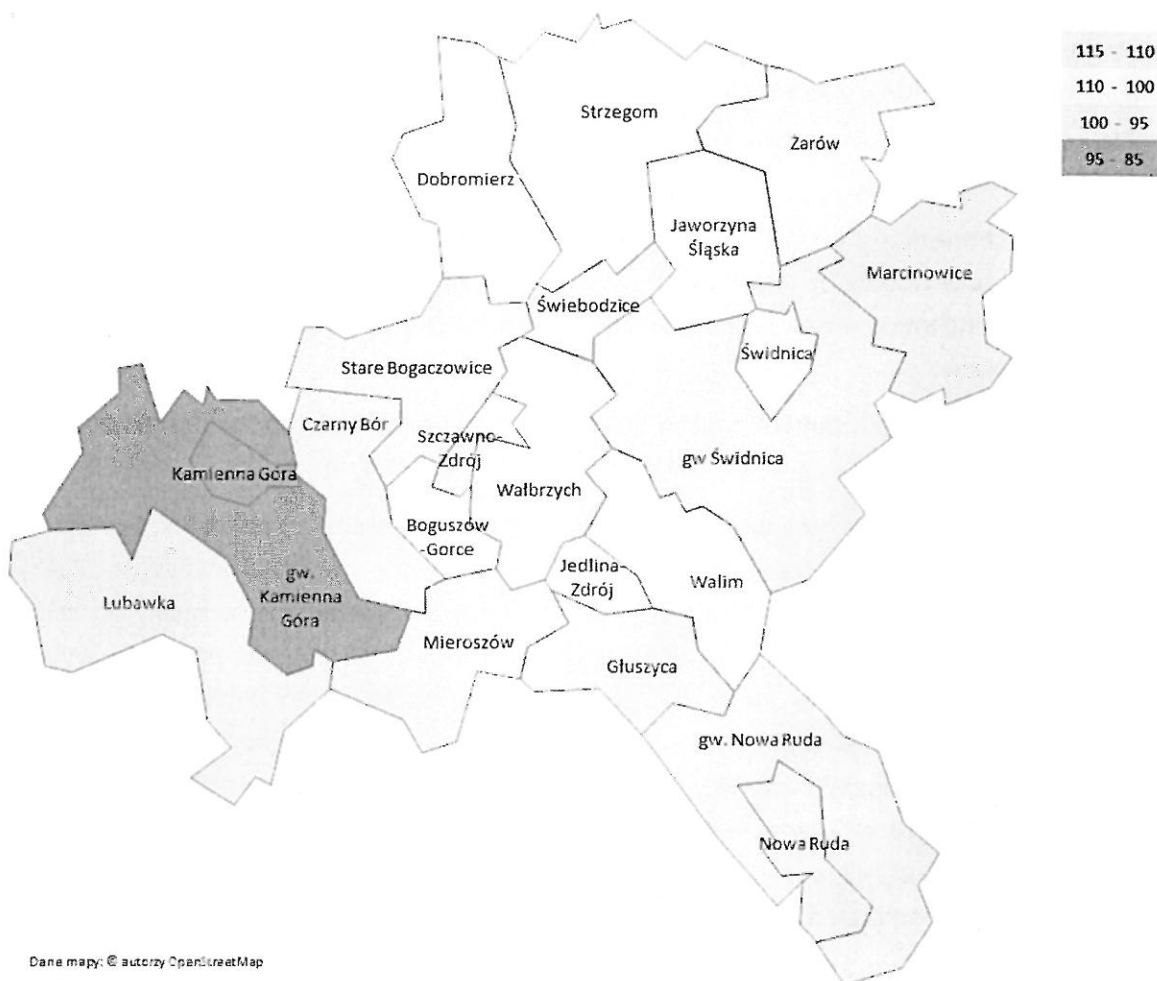 115 - 110
110 - 100
100 - 95
95 - 85
Strzegom
Żarów
Dobromierz
Jaworzyna
Śląska
Marcinowice
Świebodzice
Świdnica
Stare Bogaczowice
Czarny Bór
Szczawno-
Zdrój
gw Świdnica
Kamienna Góra
Wałbrzych
Boguszów
-Gorce
Jedlina-
Zdrój
Walim
gw.
Kamienna
Góra
Lubawka
Mieroszów
Głuszyca
gw. Nowa Ruda
Nowa Ruda
Dane mapy: © autorzy OpenStreetMap